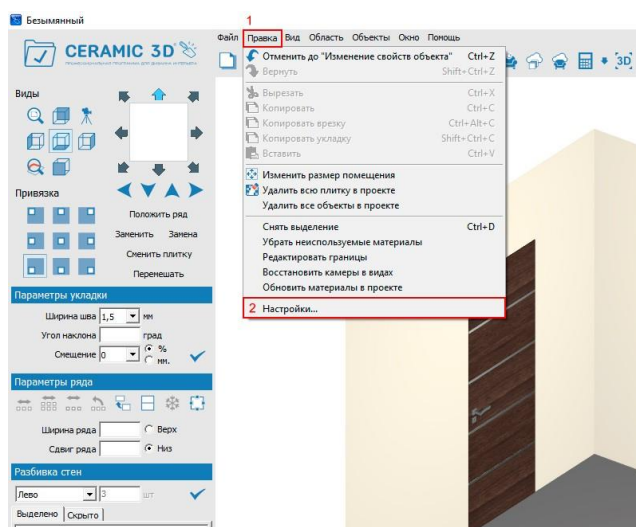 Безымянный
1
Файл Правка Вид Область Объекты Окно Помощь
CERAMIC 3D
3D
Отменить до "Изменение свойств объекта" Ctrl+Z
Вернуть Shift+Ctrl+Z
Вырезать Ctrl+X
Копировать Ctrl+C
Копировать врезку Ctrl+Alt+C
Копировать укладку Shift+Ctrl+C
Вставить Ctrl+V
Изменить размер помещения
Удалить всю плитку в проекте
Удалить все объекты в проекте
Снять выделение Ctrl+D
Убрать неиспользуемые материалы
Редактировать границы
Восстановить камеры в видах
Обновить материалы в проекте
2 Настройки...
Виды
Привязка
Положить ряд
Заменить Замена
Сменить плитку
Перемешать
Параметры укладки
Ширина шва 1,5 мм
Угол наклона град
Смещение 0 % мм.
Параметры ряда
Ширина ряда Верх
Сдвиг ряда Низ
Разбивка стен
Лево 3 шт
Выделено Скрыто